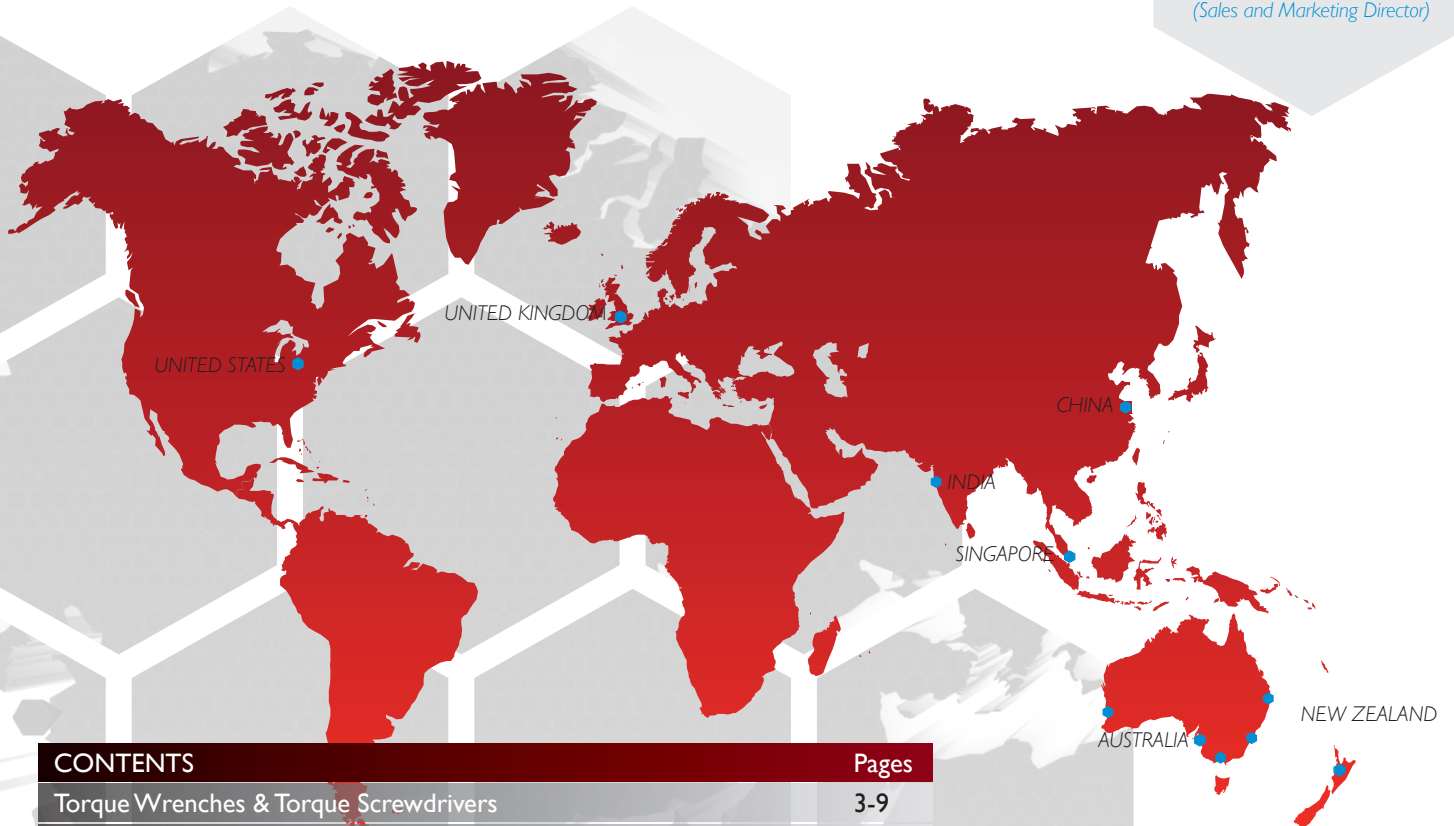 (Sales and Marketing Director)
UNITED KINGDOM
UNITED STATES
CHINA
INDIA
SINGAPORE
NEW ZEALAND
AUSTRALIA
CONTENTS Pages
Torque Wrenches & Torque Screwdrivers 3-9